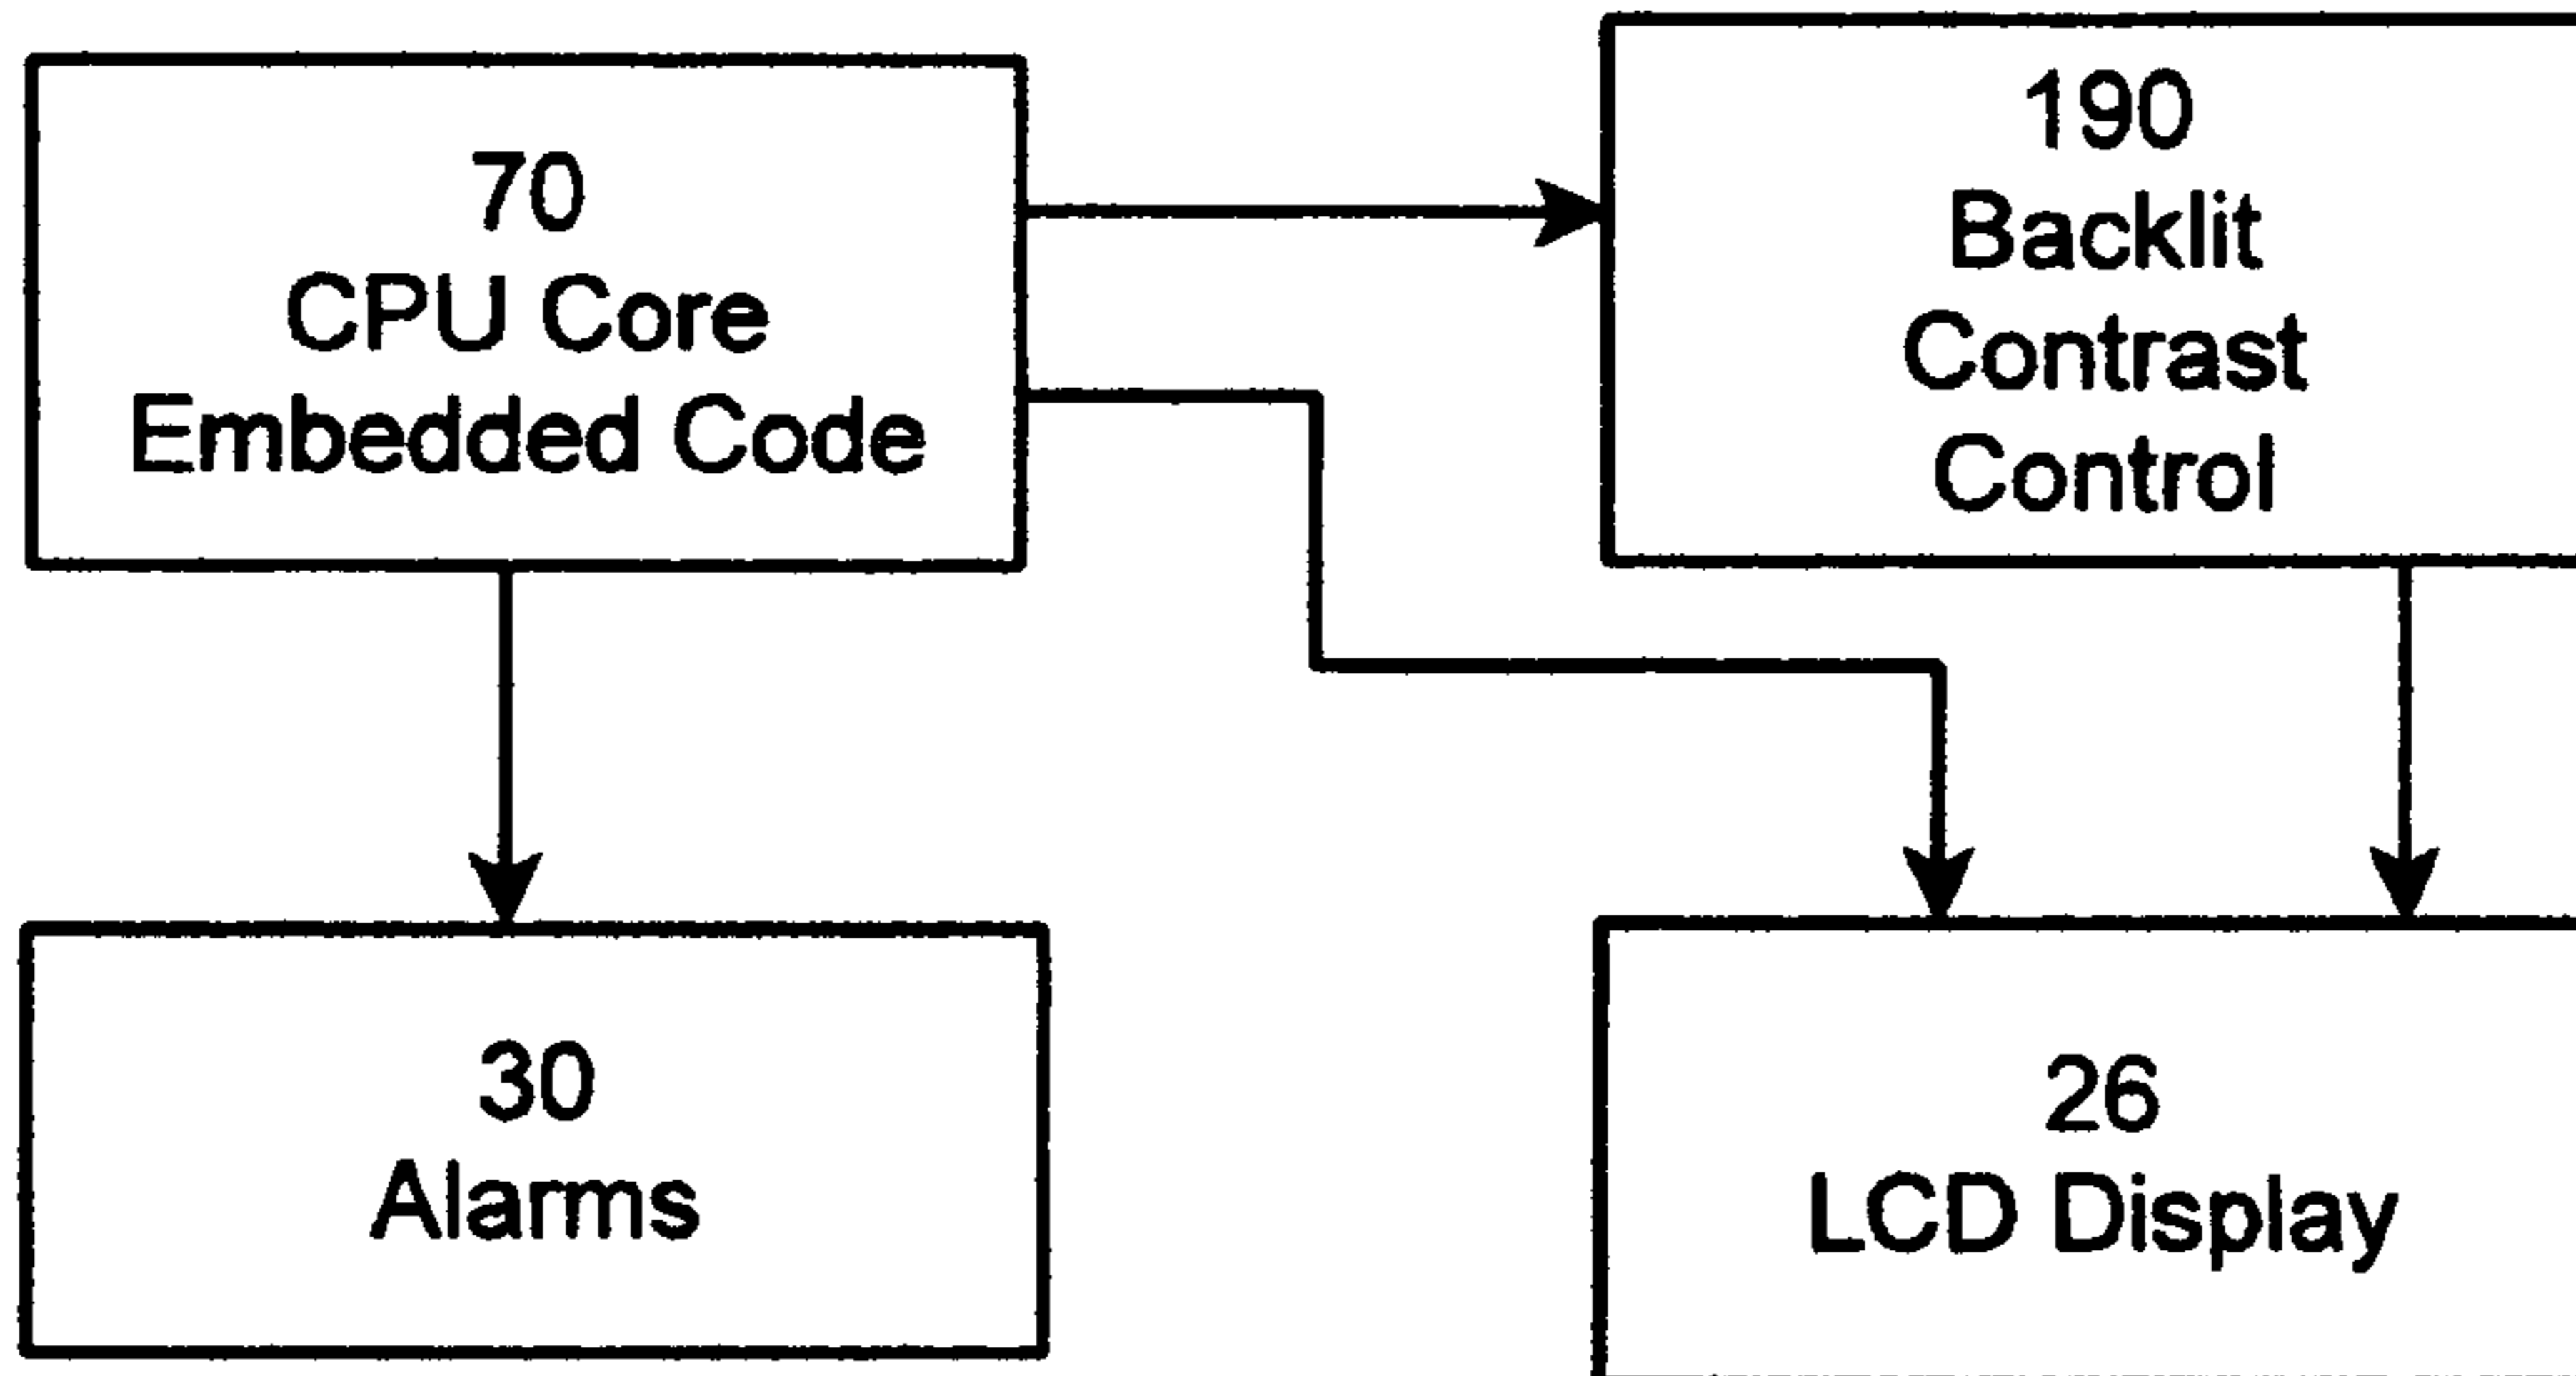 70
CPU Core
Embedded Code
190
Backlit
Contrast
Control
30
Alarms
26
LCD Display